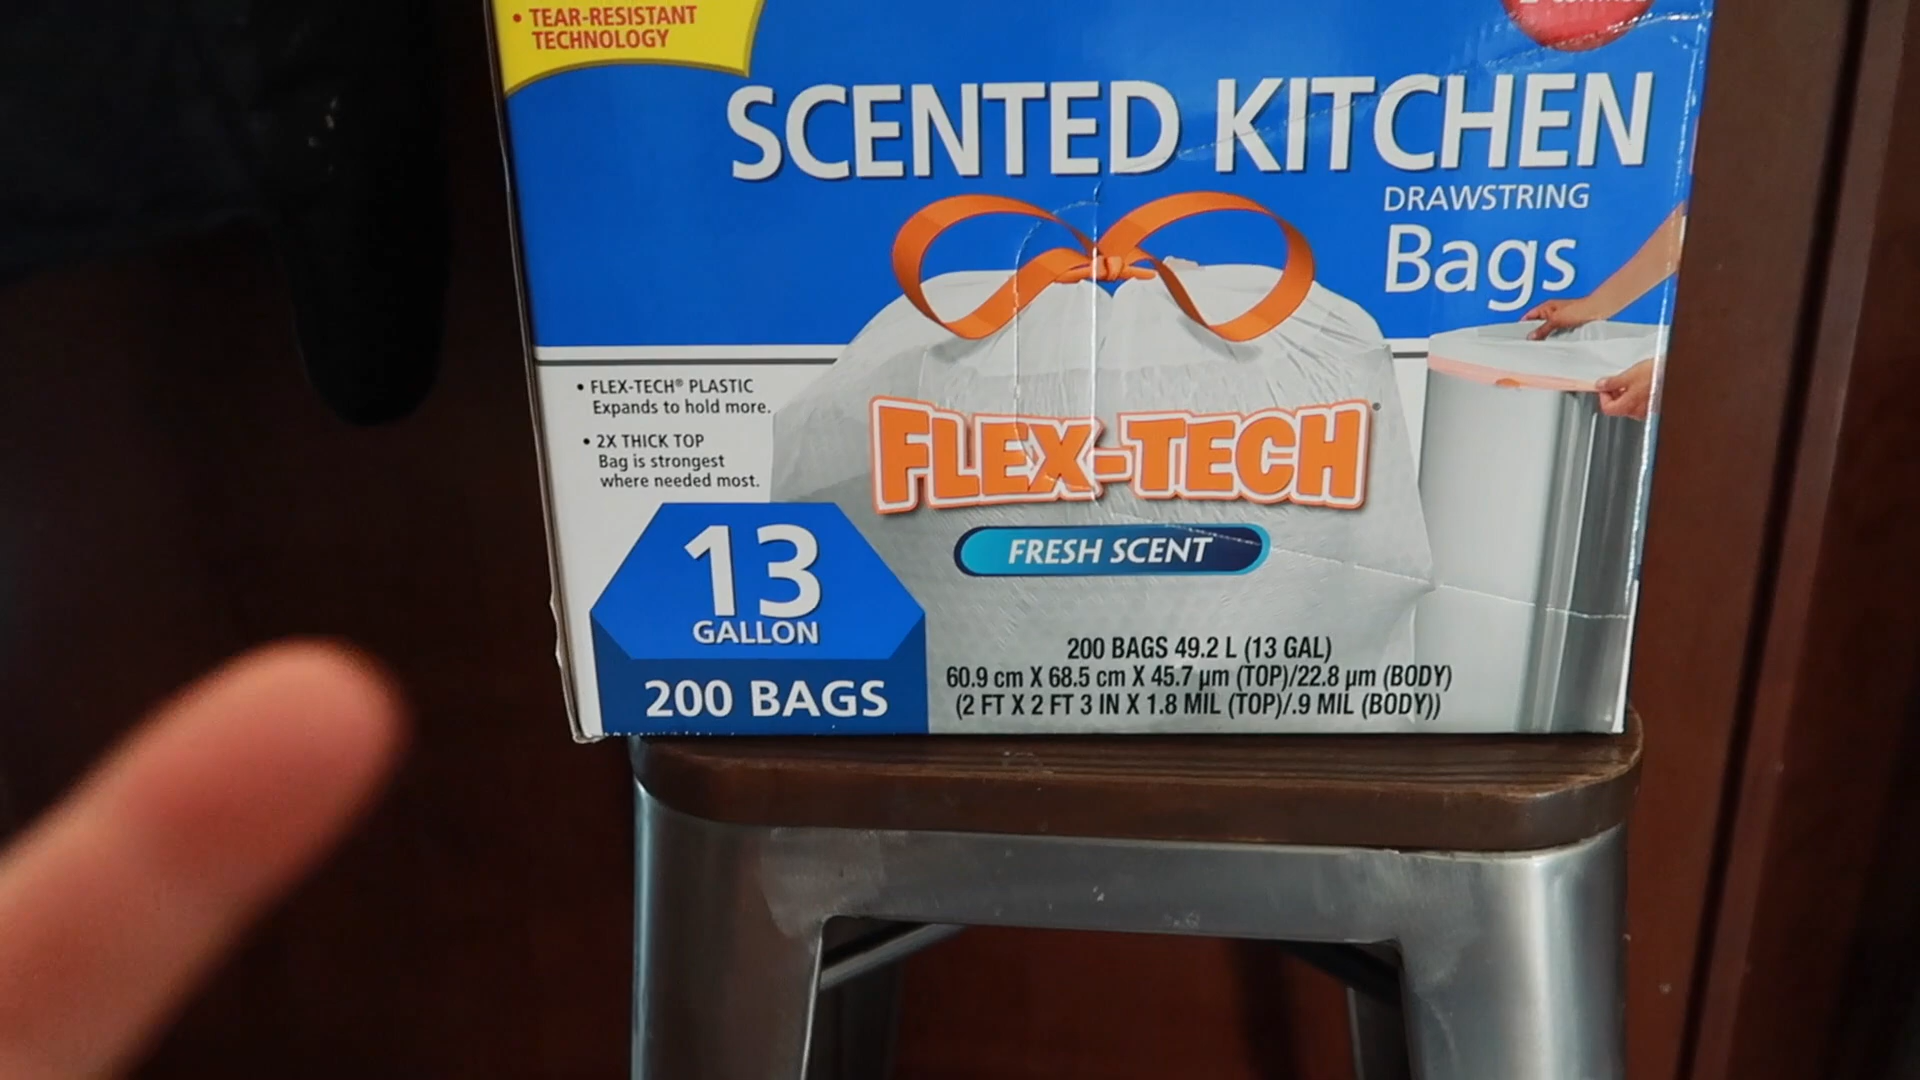 • TEAR-RESISTANT
TECHNOLOGY
SCENTED KITCHEN
DRAWSTRING
Bags
• FLEX-TECH® PLASTIC
Expands to hold more.
• 2X THICK TOP
Bag is strongest
where needed most.
FLEX-TECH
FRESH SCENT
13
GALLON
200 BAGS
200 BAGS 49.2 L (13 GAL)
60.9 cm X 68.5 cm X 45.7 µm (TOP)/22.8 µm (BODY)
(2 FT X 2 FT 3 IN X 1.8 MIL (TOP)/.9 MIL (BODY))